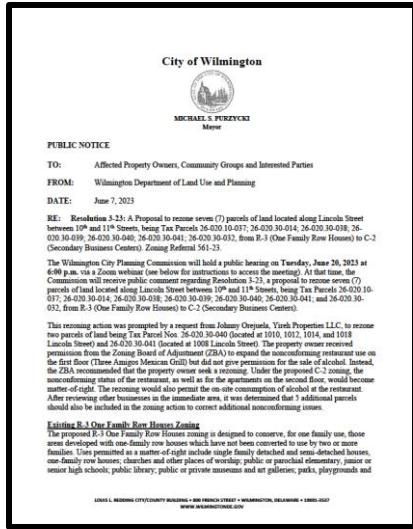 City of Wilmington
MICHAEL S. PURZYCKI
Mayor
PUBLIC NOTICE
TO: Affected Property Owners, Community Groups and Interested Parties
FROM: Wilmington Department of Land Use and Planning
DATE: June 7, 2023
RE: Resolution 3-23: A Proposal to rezone seven (7) parcels of land located along Lincoln Street
between 10th and 11th Streets, being Tax Parcels 26-020.10-037; 26-020.30-014; 26-020.30-038; 26-
020.30-039; 26-020.30-040; 26-020.30-041; 26-020.30-032, from R-3 (One Family Row Houses) to C-2
(Secondary Business Centers). Zoning Referral 561-23.
The Wilmington City Planning Commission will hold a public hearing on Tuesday, June 20, 2023 at
6:00 p.m. via a Zoom webinar (see below for instructions to access the meeting). At that time, the
Commission will receive public comment regarding Resolution 3-23, a proposal to rezone seven (7)
parcels of land located along Lincoln Street between 10th and 11th Streets, being Tax Parcels 26-020.10-
037; 26-020.30-014; 26-020.30-038; 26-020.30-039; 26-020.30-040; 26-020.30-041; and 26-020.30-
032, from R-3 (One Family Row Houses) to C-2 (Secondary Business Centers).
This rezoning action was prompted by a request from Johnny Orejuela, Yireh Properties LLC, to rezone
two parcels of land being Tax Parcel Nos. 26-020.30-040 (located at 1010, 1012, 1014, and 1018
Lincoln Street) and 26-020.30-041 (located at 1008 Lincoln Street). The property owner received
permission from the Zoning Board of Adjustment (ZBA) to expand the nonconforming restaurant use on
the first floor (Three Amigos Mexican Grill) but did not give permission for the sale of alcohol. Instead,
the ZBA recommended that the property owner seek a rezoning. Under the proposed C-2 zoning, the
nonconforming status of the restaurant, as well as for the apartments on the second floor, would become
matter-of-right. The rezoning would also permit the on-site consumption of alcohol at the restaurant.
After reviewing other businesses in the immediate area, it was determined that 5 additional parcels
should also be included in the zoning action to correct additional nonconforming issues.
Existing R-3 One Family Row Houses Zoning
The proposed R-3 One Family Row Houses zoning is designed to conserve, for one family use, those
areas developed with one-family row houses which have not been converted to use by two or more
families. Uses permitted as a matter-of-right include single family detached and semi-detached houses,
one-family row houses; churches and other places of worship; public or parochial elementary, junior or
senior high schools; public library; public or private museums and art galleries; parks, playgrounds and
LOUIS L. REDDING CITY/COUNTY BUILDING • 800 FRENCH STREET • WILMINGTON, DELAWARE • 19801-3537
WWW.WILMINGTONDE.GOV